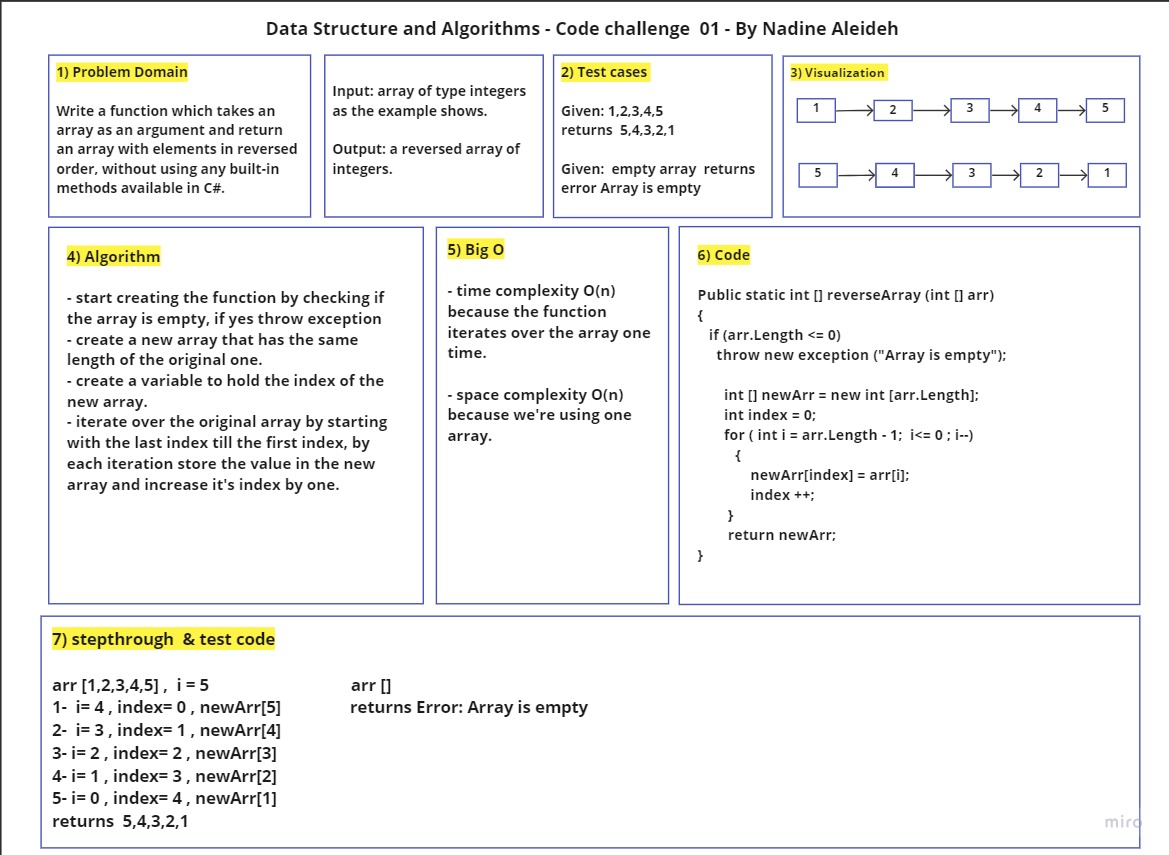 Data Structure and Algorithms - Code challenge  01 - By Nadine Aleideh
1) Problem Domain
Write a function which takes an
array as an argument and return
an array with elements in reversed
order, without using any built-in
methods available in C#.
Input: array of type integers
as the example shows.
Output: a reversed array of
integers.
2) Test cases
Given: 1,2,3,4,5
returns  5,4,3,2,1
Given:  empty array  returns
error Array is empty
3) Visualization
1 2 3 4 5
5 4 3 2 1
4) Algorithm
- start creating the function by checking if
the array is empty, if yes throw exception
- create a new array that has the same
length of the original one.
- create a variable to hold the index of the
new array.
- iterate over the original array by starting
with the last index till the first index, by
each iteration store the value in the new
array and increase it's index by one.
5) Big O
- time complexity O(n)
because the function
iterates over the array one
time.
- space complexity O(n)
because we're using one
array.
6) Code
Public static int [] reverseArray (int [] arr)
{
if (arr.Length <= 0)
throw new exception ("Array is empty");
int [] newArr = new int [arr.Length];
int index = 0;
for ( int i = arr.Length - 1;  i<= 0 ; i--)
{
newArr[index] = arr[i];
index ++;
}
return newArr;
}
7) stepthrough  & test code
arr [1,2,3,4,5] ,  i = 5
1-  i= 4 , index= 0 , newArr[5]
2-  i= 3 , index= 1 , newArr[4]
3- i= 2 , index= 2 , newArr[3]
4- i= 1 , index= 3 , newArr[2]
5- i= 0 , index= 4 , newArr[1]
returns  5,4,3,2,1
arr []
returns Error: Array is empty
miro